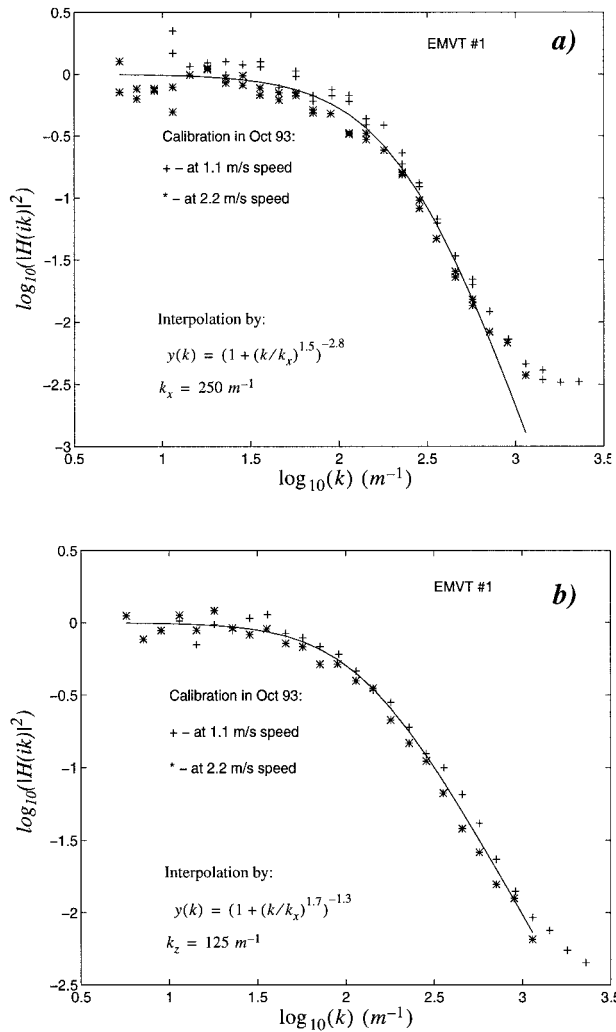 EMVT #1
a)
0.5
0
−0.5
−1
−1.5
−2
−2.5
−3
log10(|H(ik)|^2)
Calibration in Oct 93:
+ – at 1.1 m/s speed
* – at 2.2 m/s speed
Interpolation by:
y(k) = (1 + (k/k_x)^1.5)^−2.8
k_x = 250 m^−1
0.5 1 1.5 2 2.5 3 3.5
log10(k) (m^−1)
EMVT #1
b)
0.5
0
−0.5
−1
−1.5
−2
−2.5
log10(|H(ik)|^2)
Calibration in Oct 93:
+ – at 1.1 m/s speed
* – at 2.2 m/s speed
Interpolation by:
y(k) = (1 + (k/k_x)^1.7)^−1.3
k_z = 125 m^−1
0.5 1 1.5 2 2.5 3 3.5
log10(k) (m^−1)